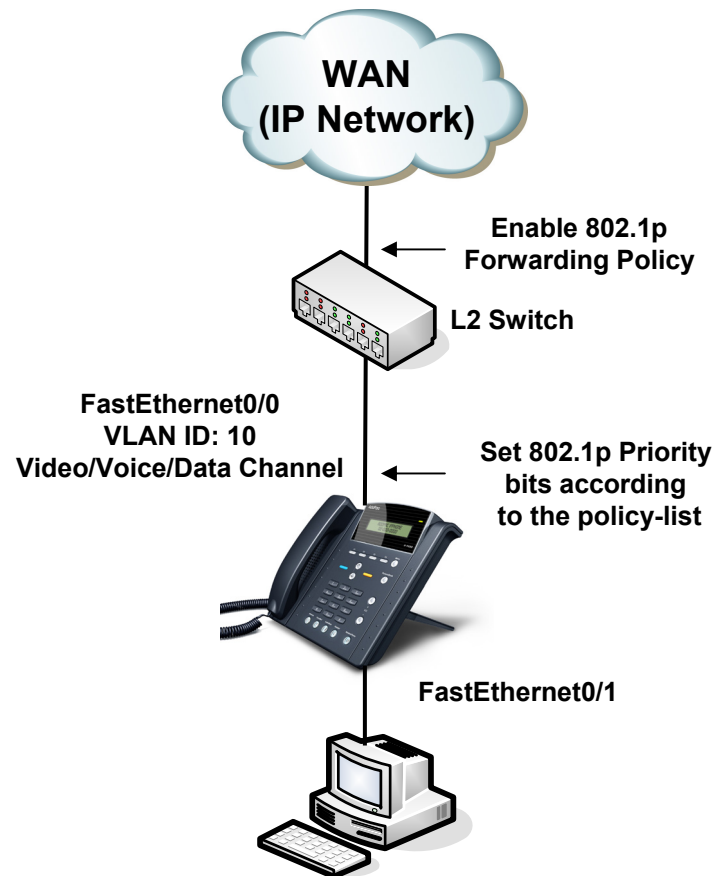 WAN
(IP Network)
Enable 802.1p
Forwarding Policy
L2 Switch
FastEthernet0/0
VLAN ID: 10
Video/Voice/Data Channel
Set 802.1p Priority
bits according
to the policy-list
FastEthernet0/1